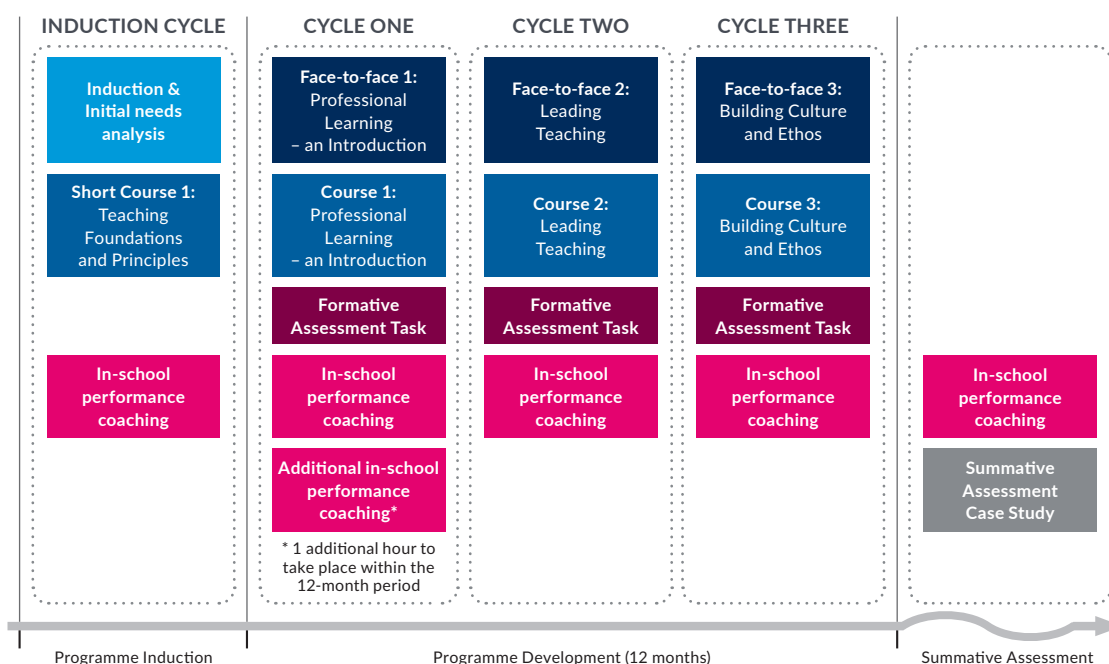 INDUCTION CYCLE
Induction &
Initial needs
analysis
Short Course 1:
Teaching
Foundations
and Principles
In-school
performance
coaching
CYCLE ONE
Face-to-face 1:
Professional
Learning
– an Introduction
Course 1:
Professional
Learning
– an Introduction
Formative
Assessment Task
In-school
performance
coaching
Additional in-school
performance
coaching*
* 1 additional hour to
take place within the
12-month period
CYCLE TWO
Face-to-face 2:
Leading
Teaching
Course 2:
Leading
Teaching
Formative
Assessment Task
In-school
performance
coaching
CYCLE THREE
Face-to-face 3:
Building Culture
and Ethos
Course 3:
Building Culture
and Ethos
Formative
Assessment Task
In-school
performance
coaching
In-school
performance
coaching
Summative
Assessment
Case Study
Programme Induction
Programme Development (12 months)
Summative Assessment